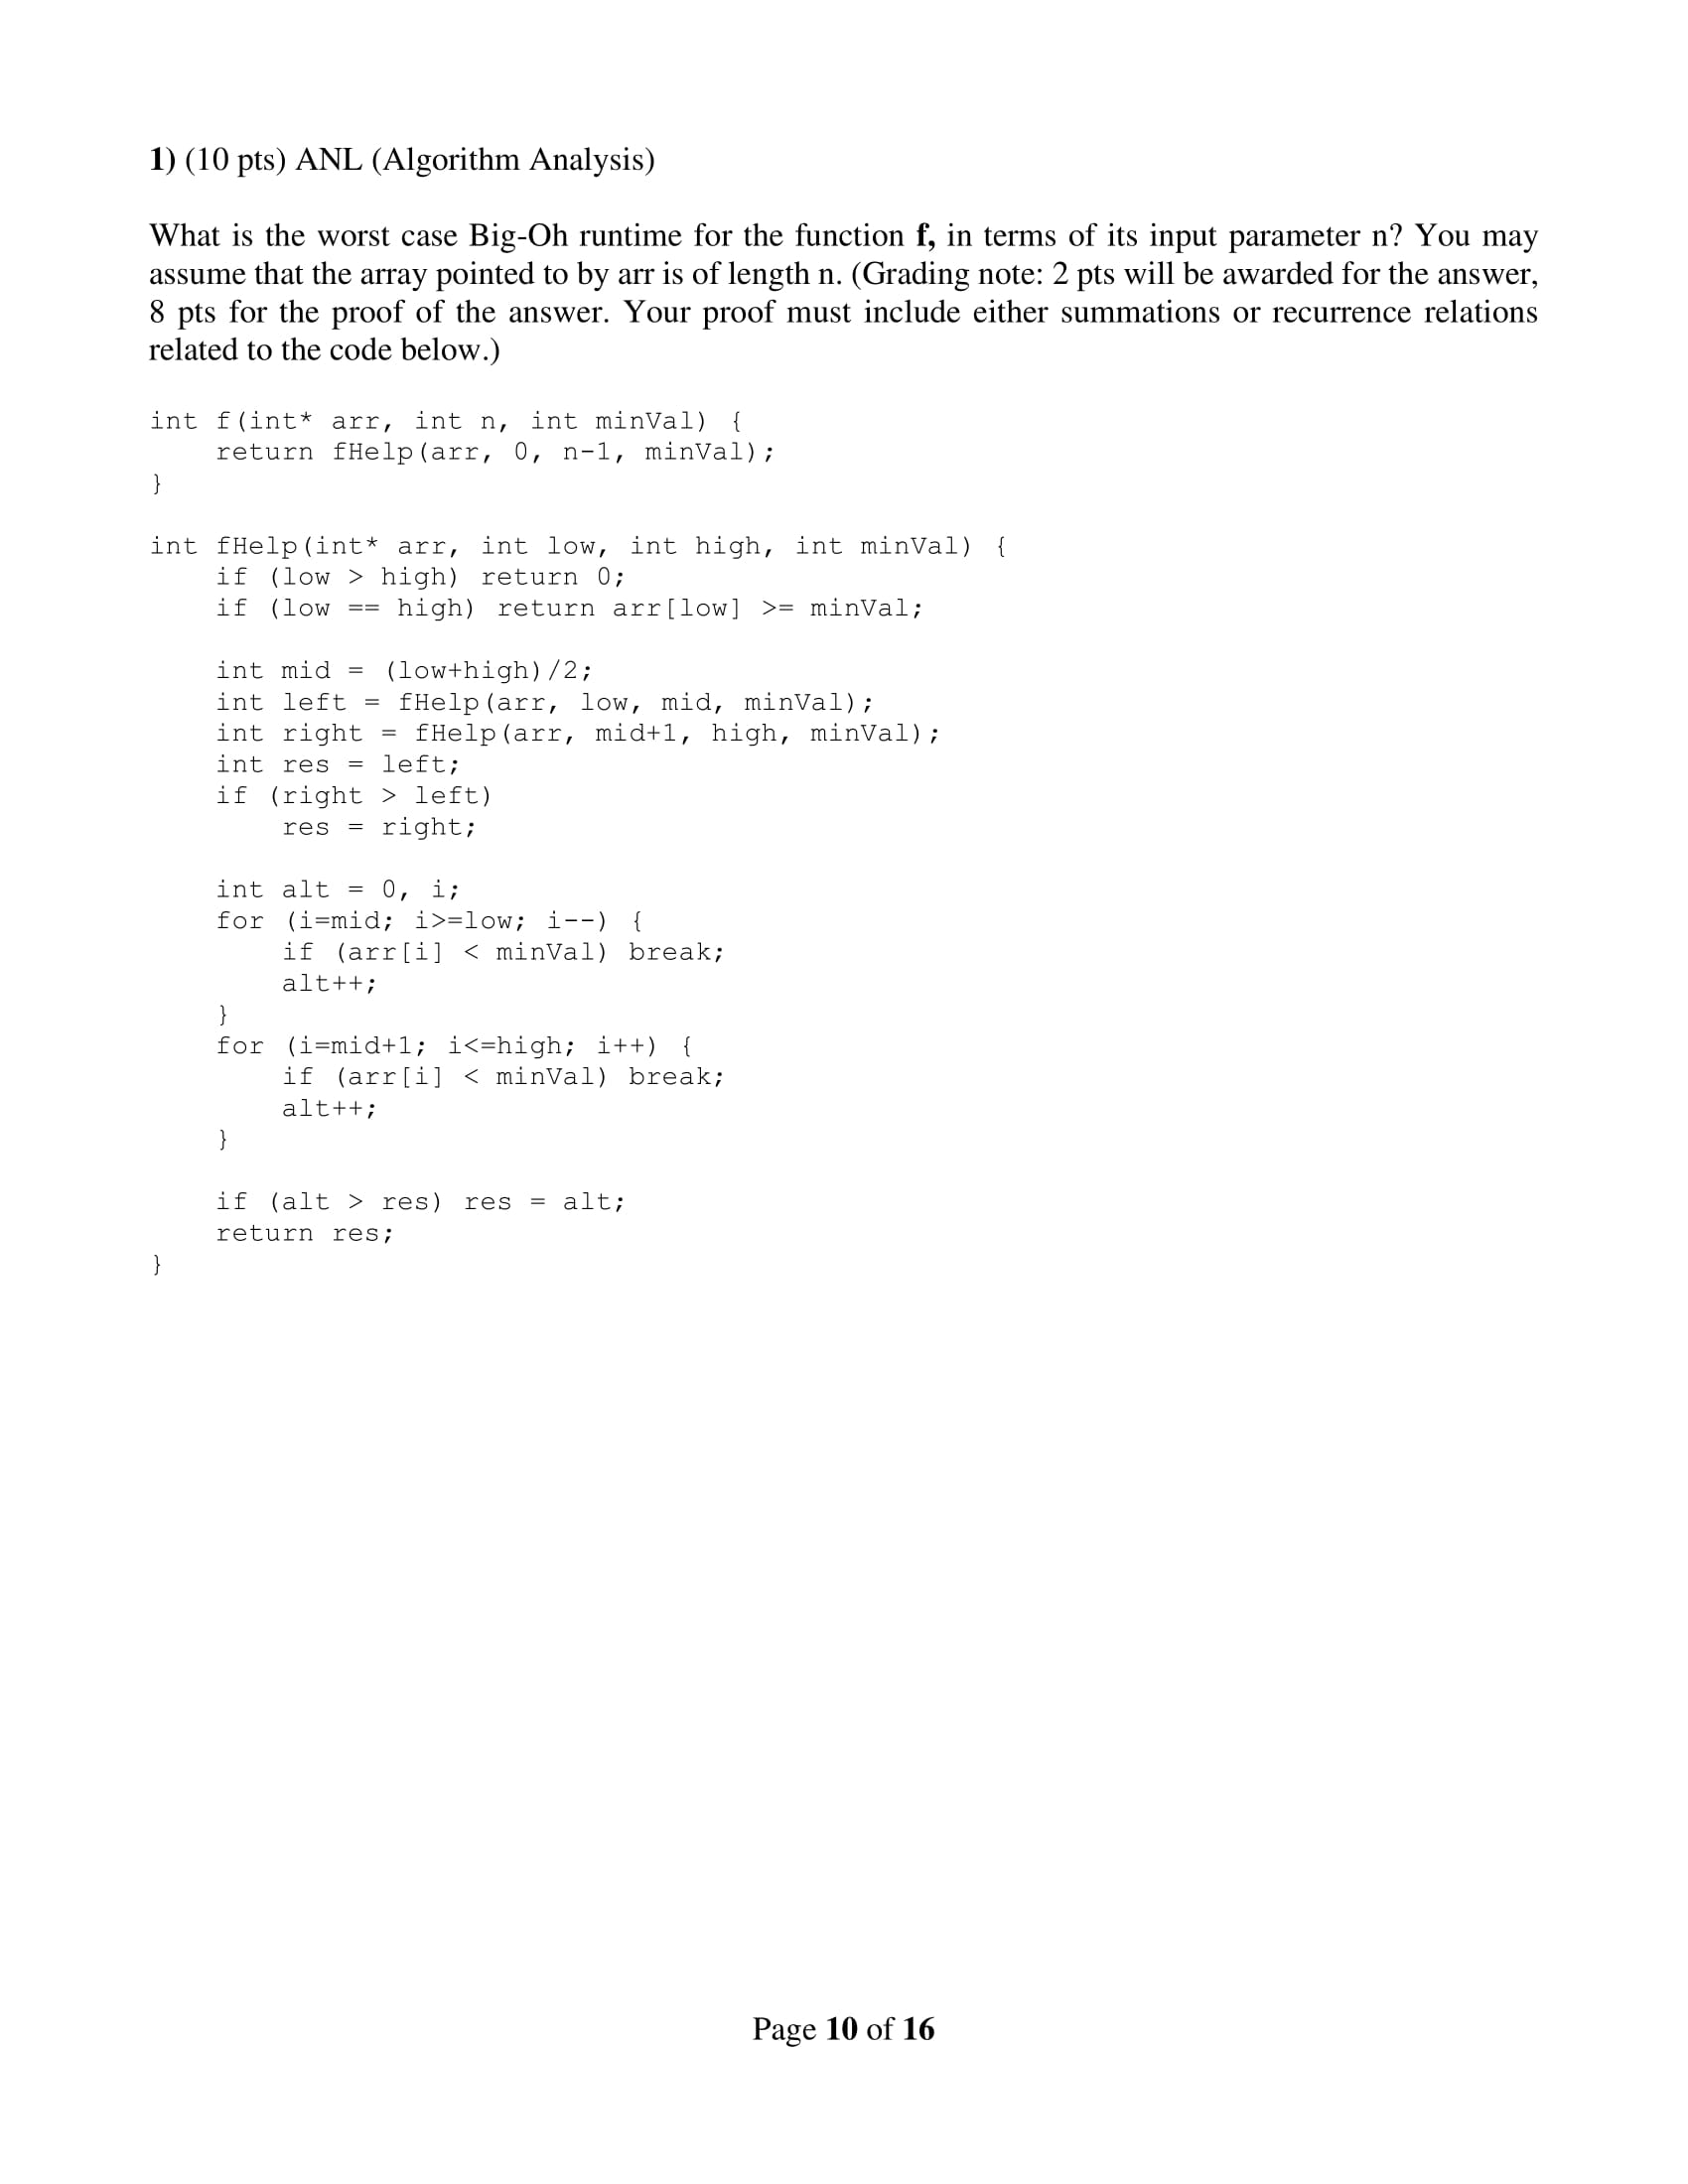 1) (10 pts) ANL (Algorithm Analysis)
What is the worst case Big-Oh runtime for the function f, in terms of its input parameter n? You may
assume that the array pointed to by arr is of length n. (Grading note: 2 pts will be awarded for the answer,
8 pts for the proof of the answer. Your proof must include either summations or recurrence relations
related to the code below.)
int f(int* arr, int n, int minVal) {
    return fHelp(arr, 0, n-1, minVal);
}
int fHelp(int* arr, int low, int high, int minVal) {
    if (low > high) return 0;
    if (low == high) return arr[low] >= minVal;
    int mid = (low+high)/2;
    int left = fHelp(arr, low, mid, minVal);
    int right = fHelp(arr, mid+1, high, minVal);
    int res = left;
    if (right > left)
        res = right;
    int alt = 0, i;
    for (i=mid; i>=low; i--) {
        if (arr[i] < minVal) break;
        alt++;
    }
    for (i=mid+1; i<=high; i++) {
        if (arr[i] < minVal) break;
        alt++;
    }
    if (alt > res) res = alt;
    return res;
}
Page 10 of 16